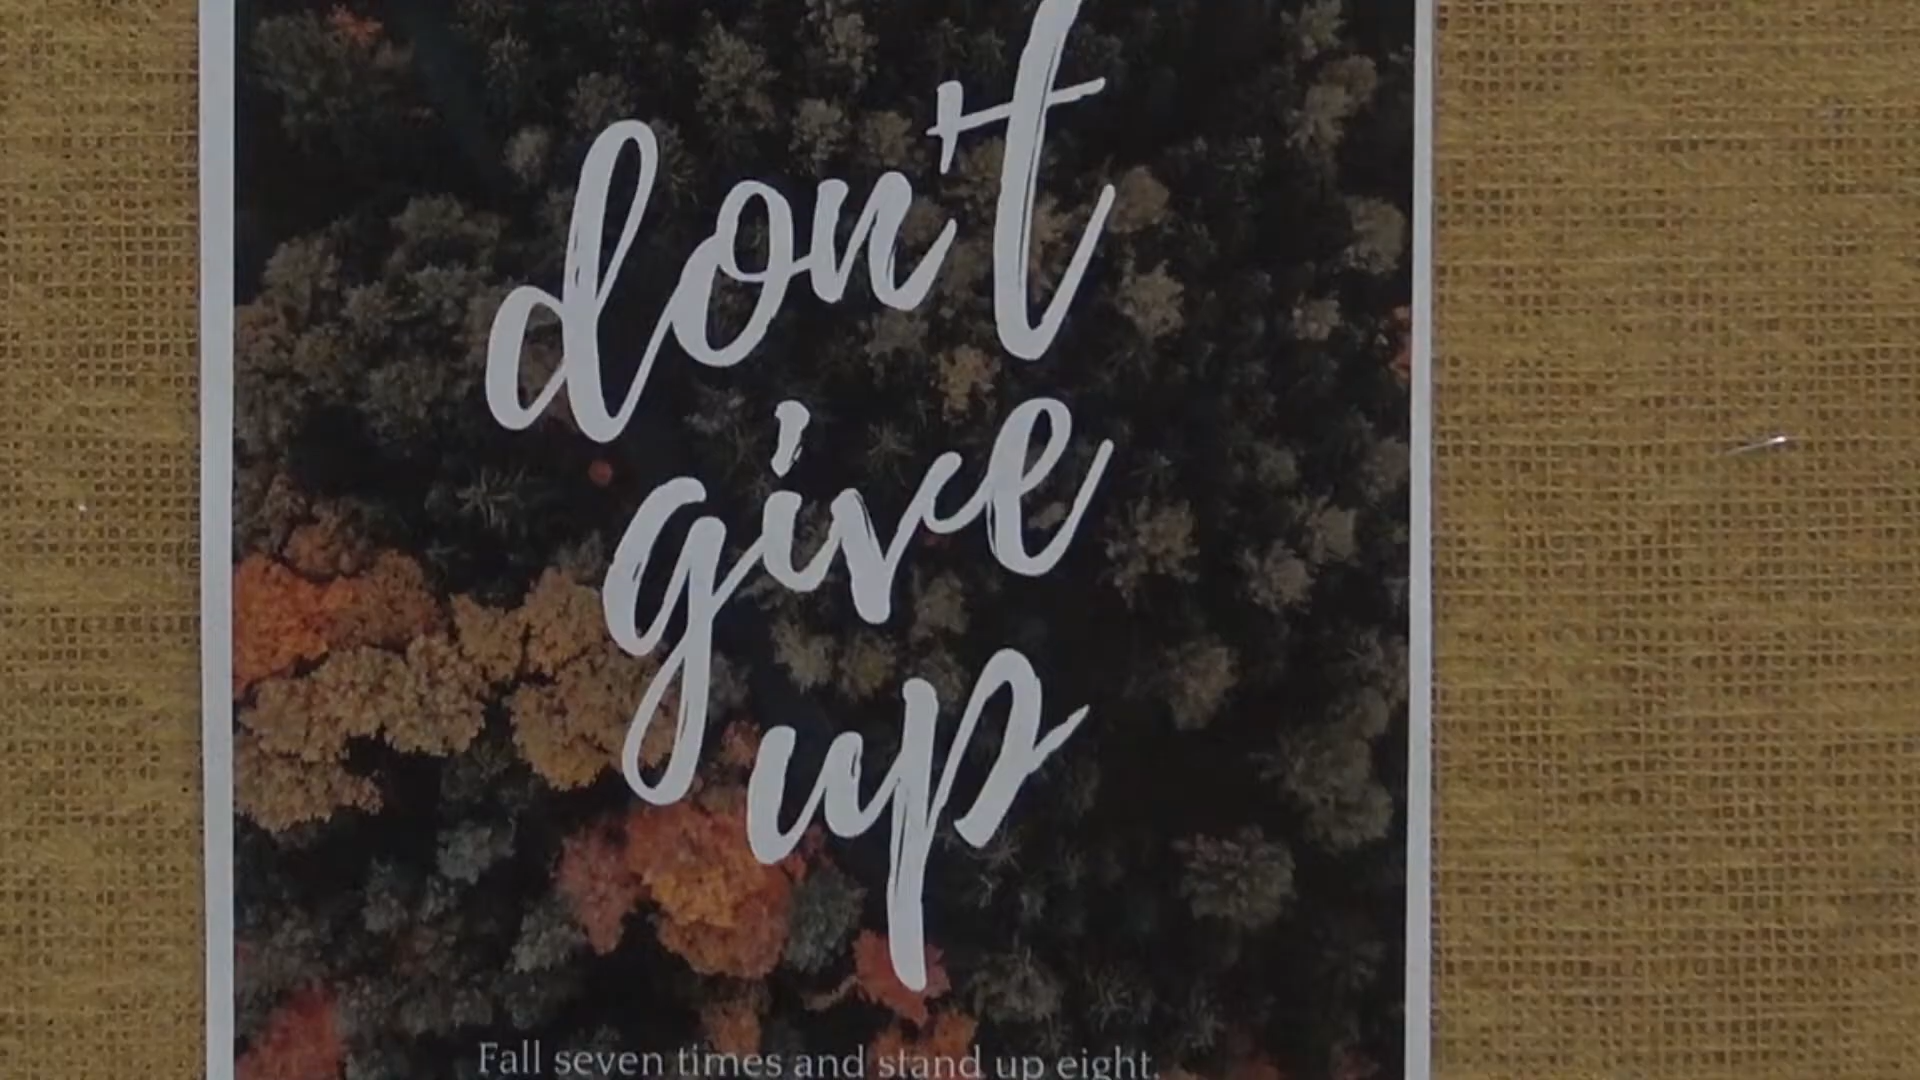 don't
give
up
Fall seven times and stand up eight.